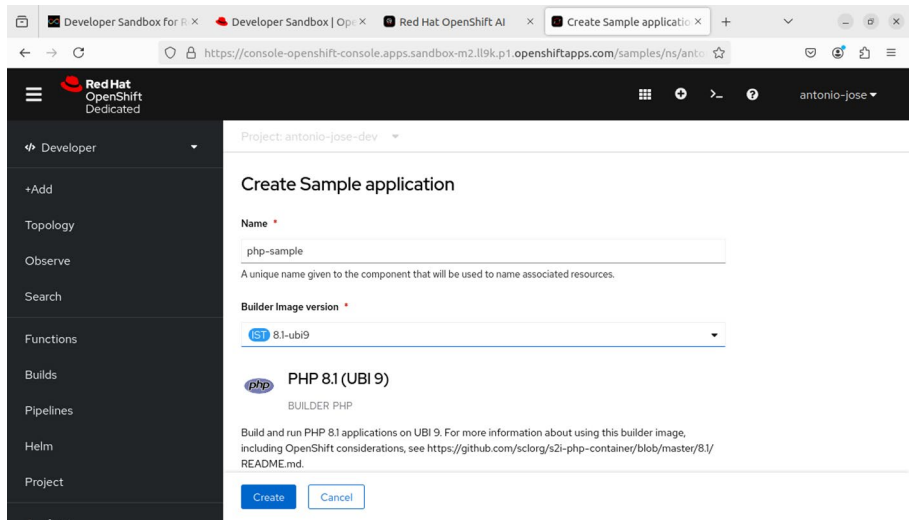 Developer Sandbox for R
Developer Sandbox | Ope
Red Hat OpenShift AI
Create Sample applicatio
https://console-openshift-console.apps.sandbox-m2.ll9k.p1.openshiftapps.com/samples/ns/anto
Red Hat
OpenShift
Dedicated
antonio-jose
Developer
Project: antonio-jose-dev
+Add
Topology
Observe
Search
Functions
Builds
Pipelines
Helm
Project
Create Sample application
Name *
php-sample
A unique name given to the component that will be used to name associated resources.
Builder Image version *
IST 8.1-ubi9
php
PHP 8.1 (UBI 9)
BUILDER PHP
Build and run PHP 8.1 applications on UBI 9. For more information about using this builder image,
including OpenShift considerations, see https://github.com/sclorg/s2i-php-container/blob/master/8.1/
README.md.
Create
Cancel